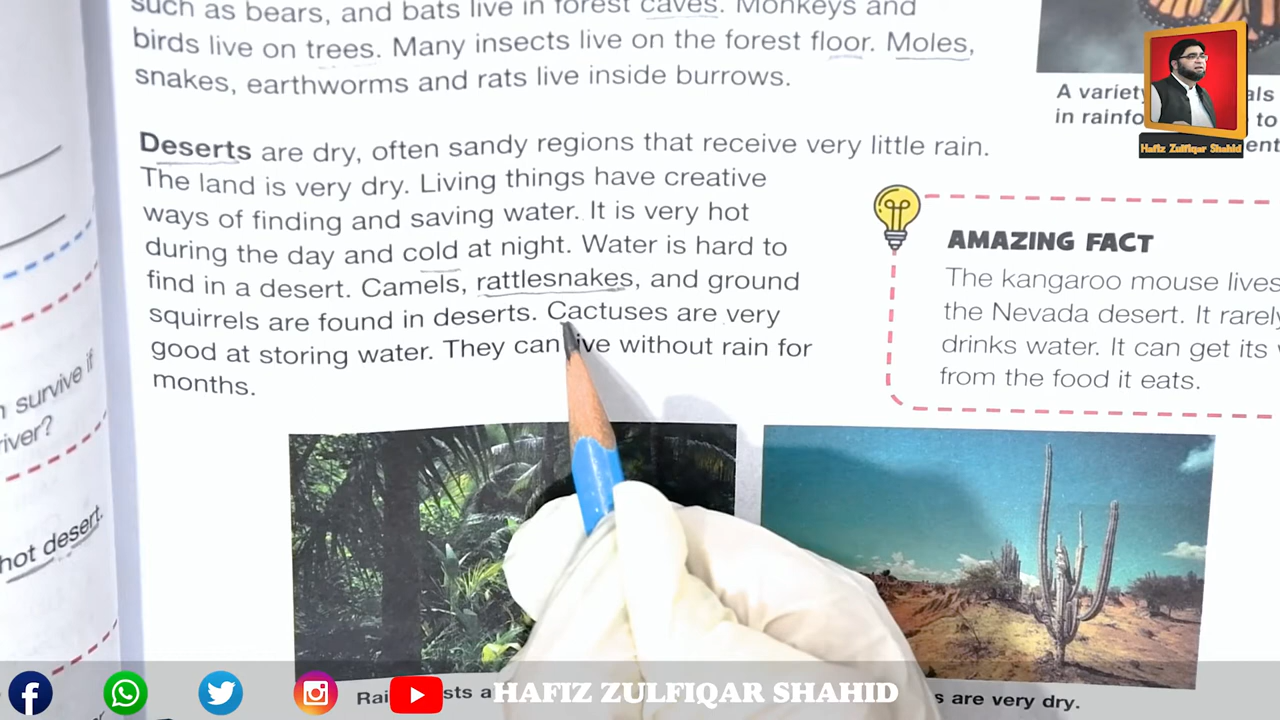 such as bears, and bats live in forest caves. Monkeys and
birds live on trees. Many insects live on the forest floor. Moles,
snakes, earthworms and rats live inside burrows.
Deserts are dry, often sandy regions that receive very little rain.
The land is very dry. Living things have creative
ways of finding and saving water. It is very hot
during the day and cold at night. Water is hard to
find in a desert. Camels, rattlesnakes, and ground
squirrels are found in deserts. Cactuses are very
good at storing water. They can live without rain for
months.
survive if
river?
hot desert.
A variety
in rainfo to
Hafiz Zulfiqar Shahid
AMAZING FACT
The kangaroo mouse lives
the Nevada desert. It rarely
drinks water. It can get its
from the food it eats.
are very dry.
HAFIZ ZULFIQAR SHAHID